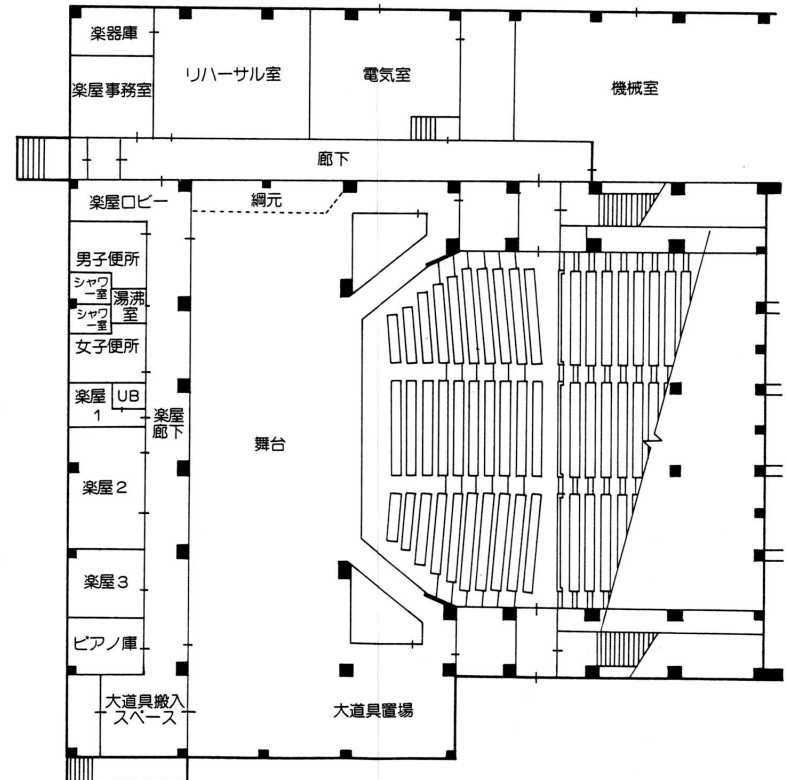 楽器庫
楽屋事務室
リハーサル室
電気室
機械室
廊下
楽屋ロビー
綱元
男子便所
シャワ
ー室
湯沸
室
シャワ
ー室
女子便所
楽屋
1
UB
楽屋
廊下
舞台
楽屋2
楽屋3
ピアノ庫
大道具搬入
スペース
大道具置場